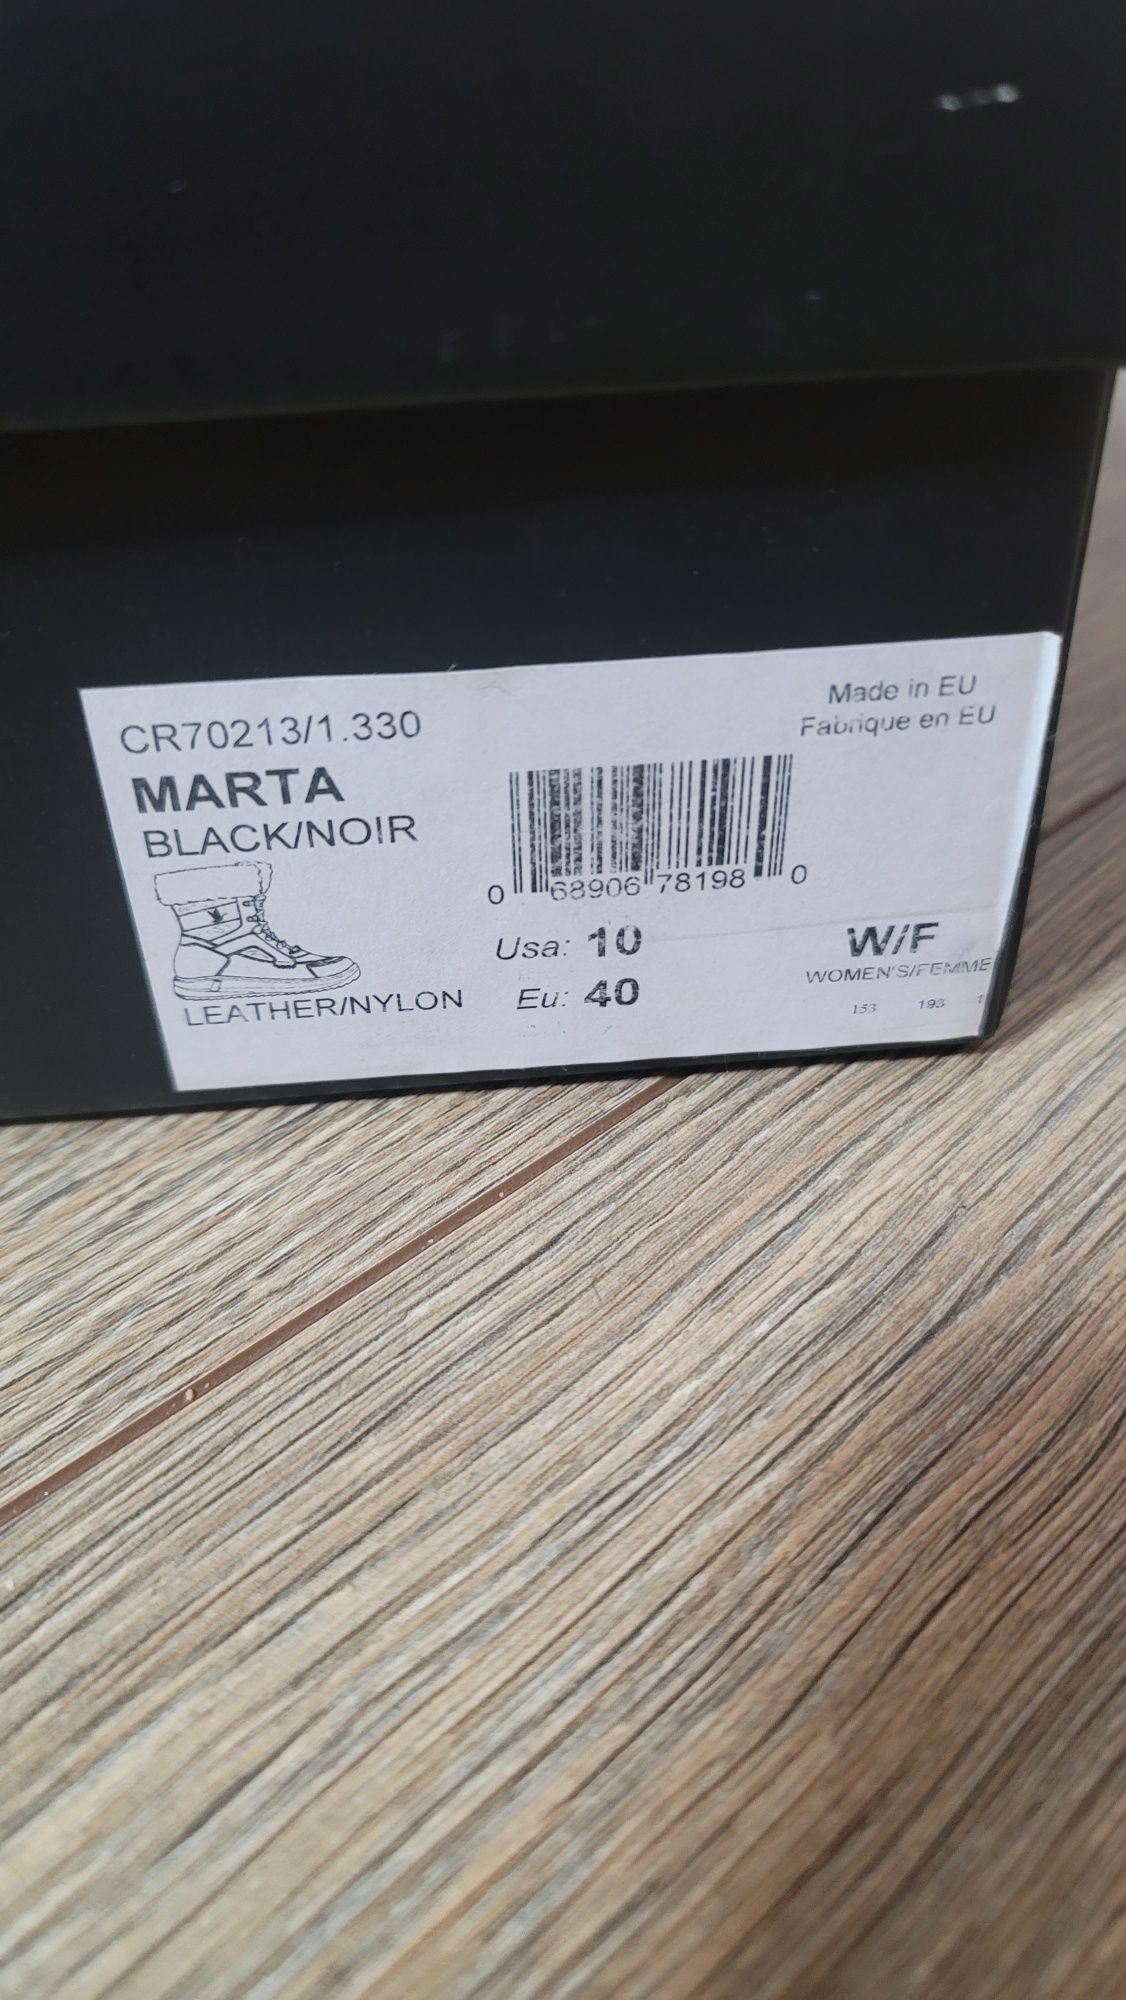 CR70213/1.330
MARTA
BLACK/NOIR
LEATHER/NYLON
Made in EU
Fabrique en EU
0 68906 78198 0
Usa: 10
Eu: 40
W/F
WOMEN'S/FEMME
153 193 1